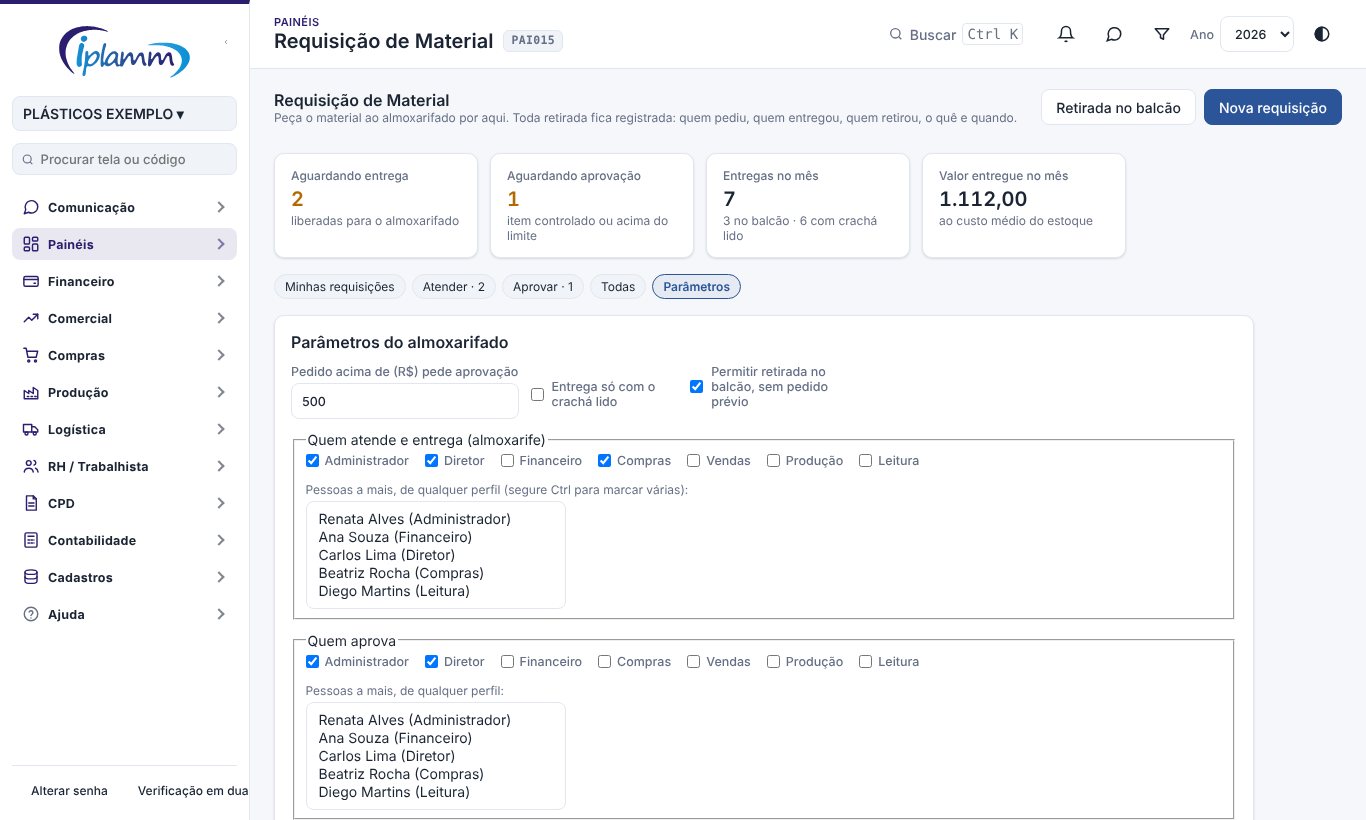 iplamm
PLÁSTICOS EXEMPLO ▾
Procurar tela ou código
Comunicação
Painéis
Financeiro
Comercial
Compras
Produção
Logística
RH / Trabalhista
CPD
Contabilidade
Cadastros
Ajuda
Alterar senha
Verificação em dua
PAINÉIS
Requisição de Material PAI015
Buscar Ctrl K
Ano 2026
Requisição de Material
Peça o material ao almoxarifado por aqui. Toda retirada fica registrada: quem pediu, quem entregou, quem retirou, o quê e quando.
Retirada no balcão
Nova requisição
Aguardando entrega
2
liberadas para o almoxarifado
Aguardando aprovação
1
item controlado ou acima do
limite
Entregas no mês
7
3 no balcão · 6 com crachá
lido
Valor entregue no mês
1.112,00
ao custo médio do estoque
Minhas requisições
Atender · 2
Aprovar · 1
Todas
Parâmetros
Parâmetros do almoxarifado
Pedido acima de (R$) pede aprovação
500
Entrega só com o
crachá lido
Permitir retirada no
balcão, sem pedido
prévio
Quem atende e entrega (almoxarife)
Administrador Diretor Financeiro Compras Vendas Produção Leitura
Pessoas a mais, de qualquer perfil (segure Ctrl para marcar várias):
Renata Alves (Administrador)
Ana Souza (Financeiro)
Carlos Lima (Diretor)
Beatriz Rocha (Compras)
Diego Martins (Leitura)
Quem aprova
Administrador Diretor Financeiro Compras Vendas Produção Leitura
Pessoas a mais, de qualquer perfil:
Renata Alves (Administrador)
Ana Souza (Financeiro)
Carlos Lima (Diretor)
Beatriz Rocha (Compras)
Diego Martins (Leitura)